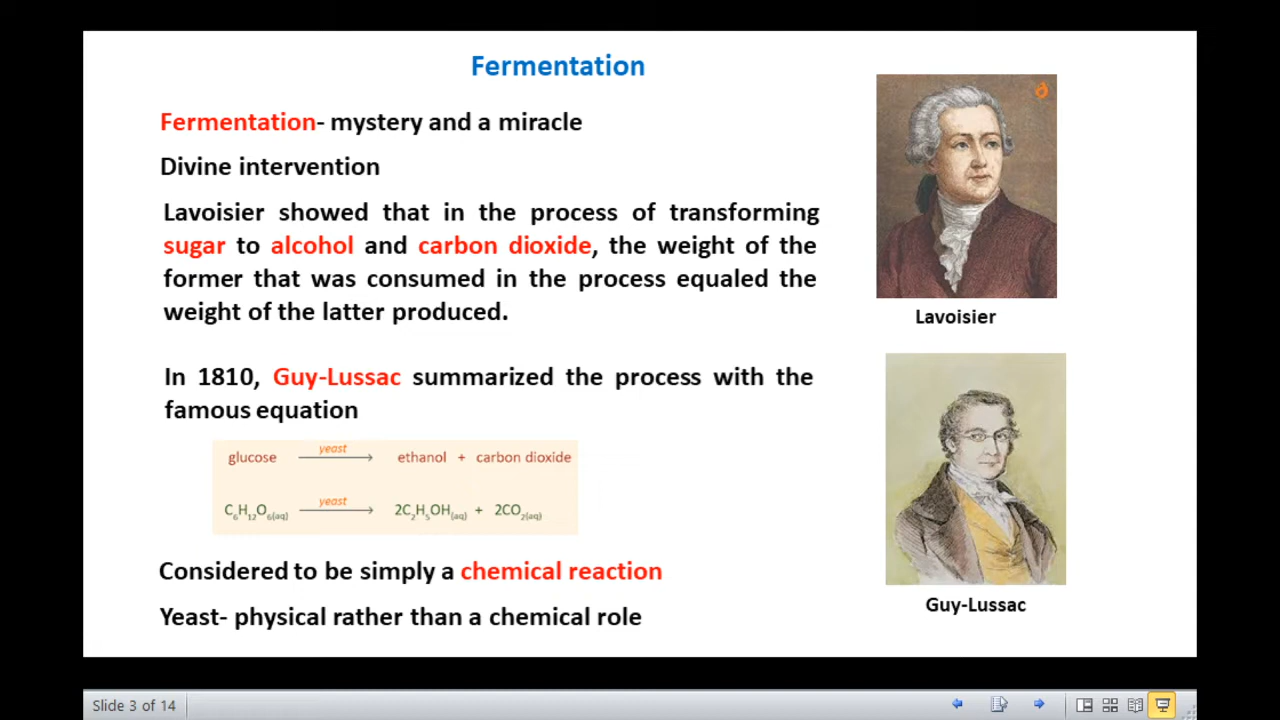 Fermentation
Fermentation- mystery and a miracle
Divine intervention
Lavoisier showed that in the process of transforming
sugar to alcohol and carbon dioxide, the weight of the
former that was consumed in the process equaled the
weight of the latter produced.
Lavoisier
In 1810, Guy-Lussac summarized the process with the
famous equation
yeast
glucose ⟶ ethanol + carbon dioxide
yeast
C₆H₁₂O₆(aq) ⟶ 2C₂H₅OH(aq) + 2CO₂(aq)
Considered to be simply a chemical reaction
Guy-Lussac
Yeast- physical rather than a chemical role
Slide 3 of 14